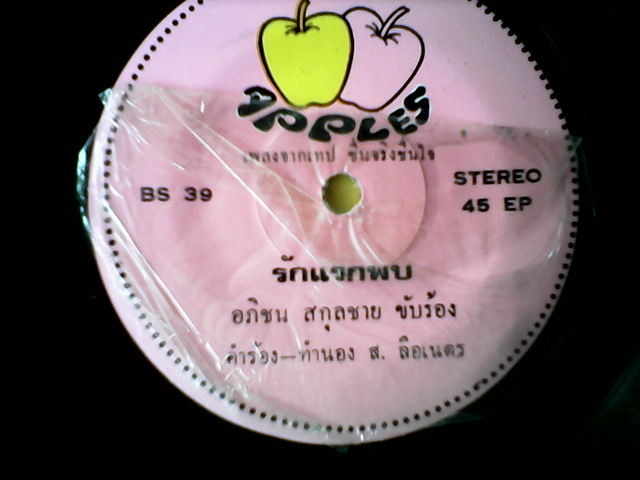 APPLES
เพลงจากเทป ชื่นจริงชื่นใจ
BS 39
STEREO
45 EP
รักแรกพบ
อภิชน สกุลชาย ขับร้อง
คำร้อง—ทำนอง ส. ลือเนตร